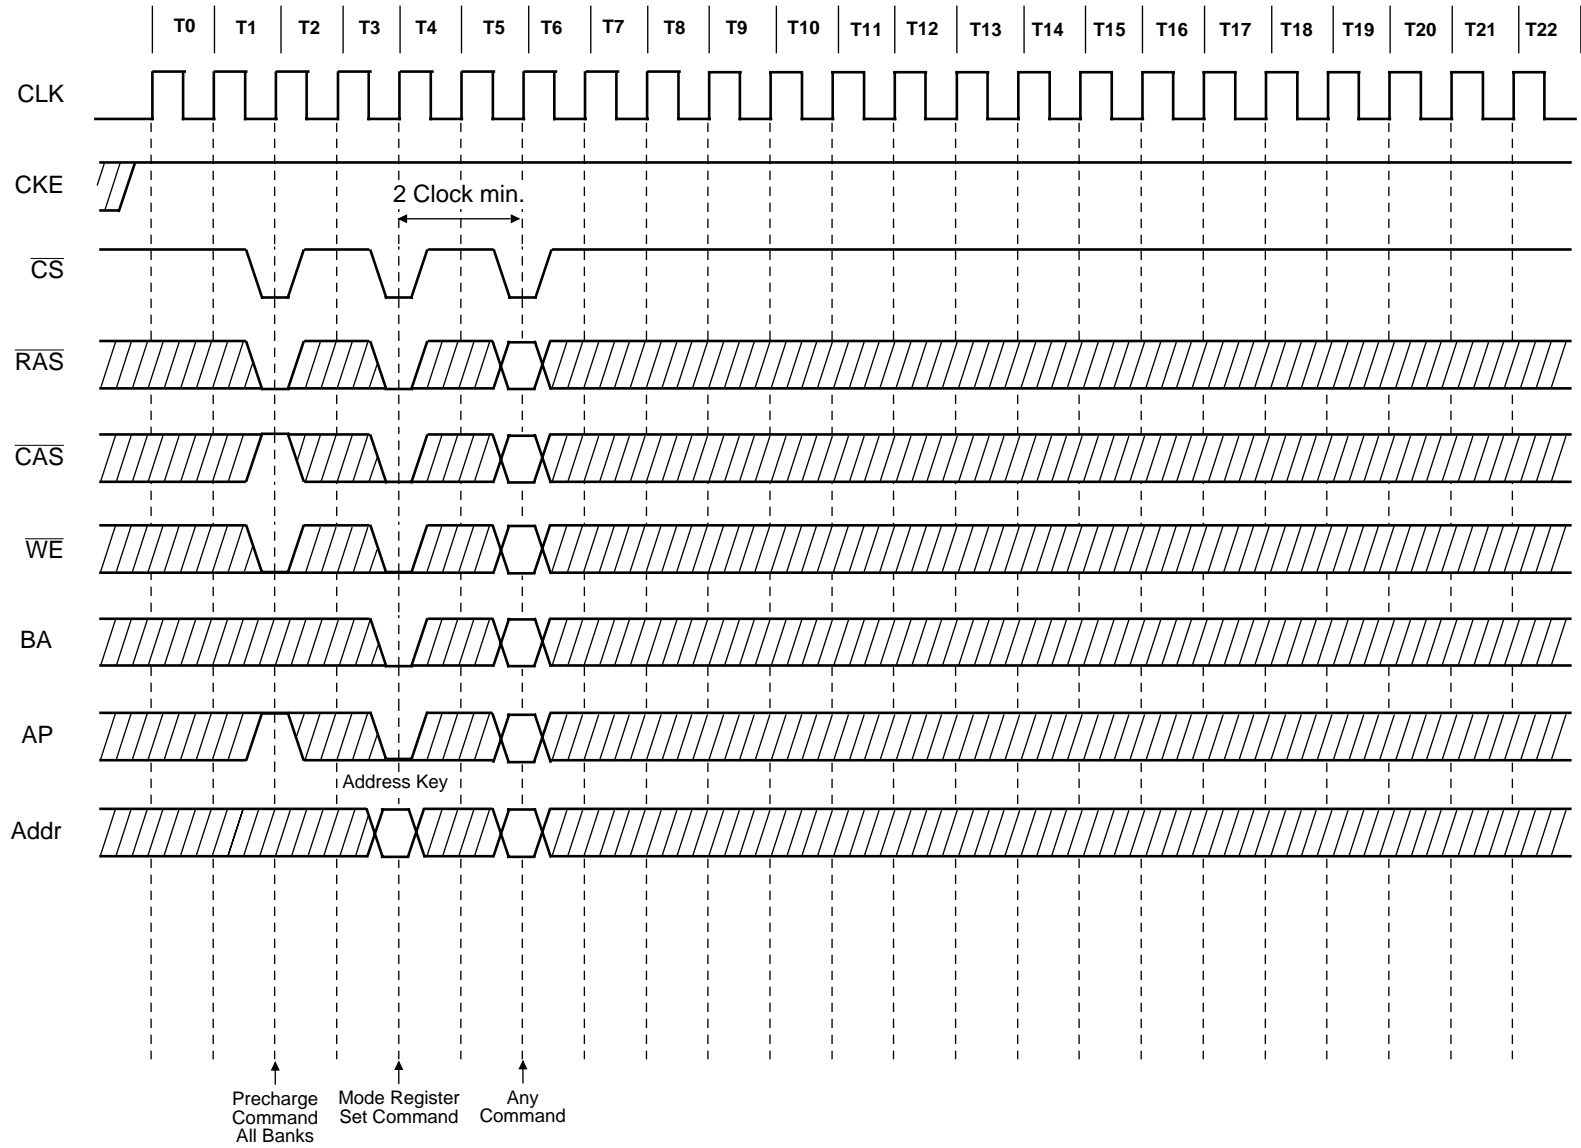 T0 T1 T2 T3 T4 T5 T6 T7 T8 T9 T10 T11 T12 T13 T14 T15 T16 T17 T18 T19 T20 T21 T22
CLK
CKE
2 Clock min.
CS
RAS
CAS
WE
BA
AP
Address Key
Addr
Precharge
Command
All Banks
Mode Register
Set Command
Any
Command